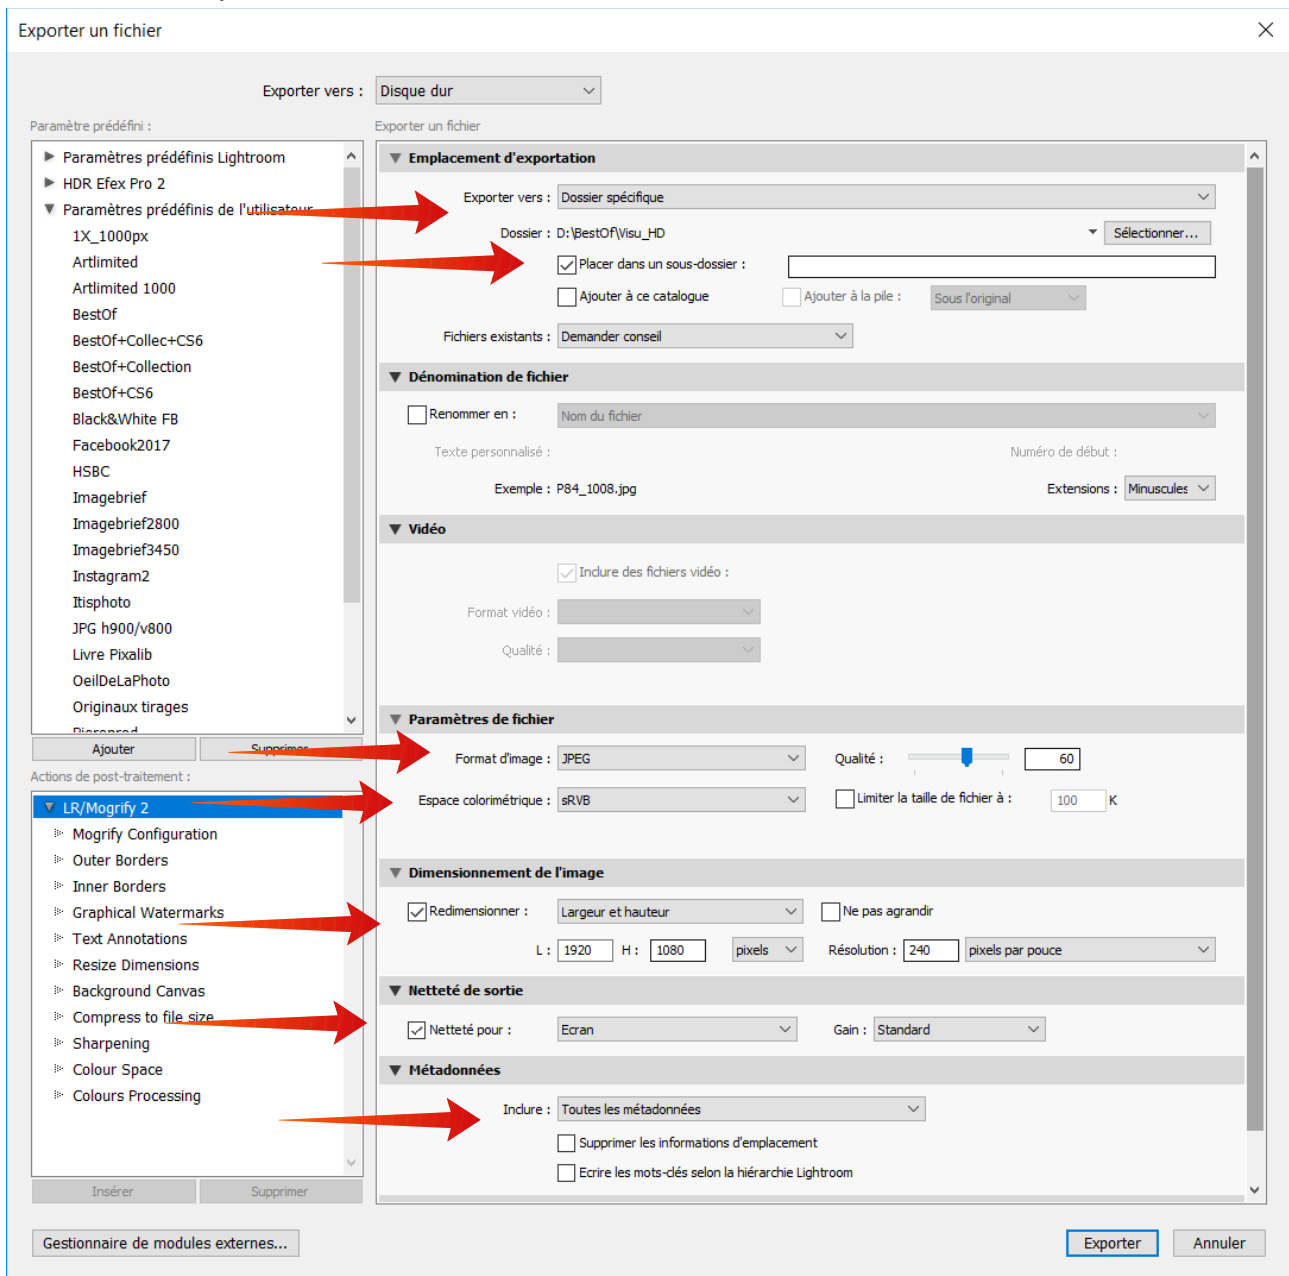 Exporter un fichier
Exporter vers : Disque dur
Paramètre prédéfini :
Paramètres prédéfinis Lightroom
HDR Efex Pro 2
Paramètres prédéfinis de l'utilisateur
1X_1000px
Artlimited
Artlimited 1000
BestOf
BestOf+Collec+CS6
BestOf+Collection
BestOf+CS6
Black&White FB
Facebook2017
HSBC
Imagebrief
Imagebrief2800
Imagebrief3450
Instagram2
Itisphoto
JPG h900/v800
Livre Pixalib
OeilDeLaPhoto
Originaux tirages
Ajouter Supprimer
Actions de post-traitement :
LR/Mogrify 2
Mogrify Configuration
Outer Borders
Inner Borders
Graphical Watermarks
Text Annotations
Resize Dimensions
Background Canvas
Compress to file size
Sharpening
Colour Space
Colours Processing
Insérer Supprimer
Exporter un fichier
Emplacement d'exportation
Exporter vers : Dossier spécifique
Dossier : D:\BestOf\Visu_HD Sélectionner...
Placer dans un sous-dossier :
Ajouter à ce catalogue Ajouter à la pile : Sous l'original
Fichiers existants : Demander conseil
Dénomination de fichier
Renommer en : Nom du fichier
Texte personnalisé : Numéro de début :
Exemple : P84_1008.jpg Extensions : Minuscules
Vidéo
Inclure des fichiers vidéo :
Format vidéo :
Qualité :
Paramètres de fichier
Format d'image : JPEG Qualité : 60
Espace colorimétrique : sRVB Limiter la taille de fichier à : 100 K
Dimensionnement de l'image
Redimensionner : Largeur et hauteur Ne pas agrandir
L : 1920 H : 1080 pixels Résolution : 240 pixels par pouce
Netteté de sortie
Netteté pour : Ecran Gain : Standard
Métadonnées
Inclure : Toutes les métadonnées
Supprimer les informations d'emplacement
Ecrire les mots-clés selon la hiérarchie Lightroom
Gestionnaire de modules externes... Exporter Annuler